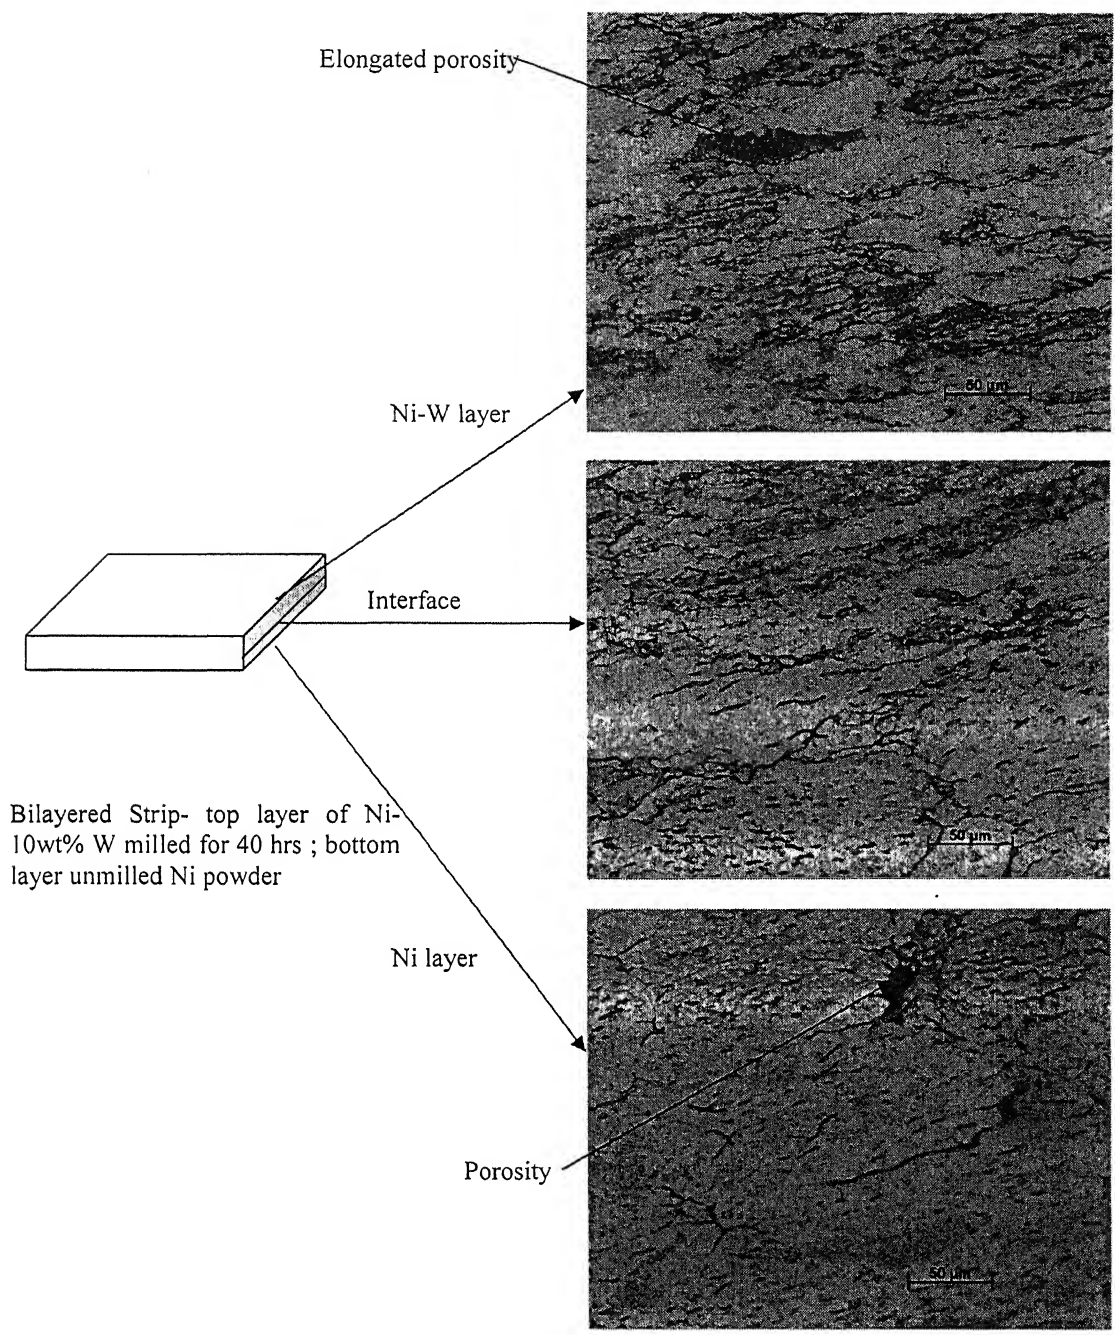 Elongated porosity
50 µm
Ni-W layer
Interface
Bilayered Strip- top layer of Ni-
10wt% W milled for 40 hrs ; bottom
layer unmilled Ni powder
50 µm
Ni layer
Porosity
50 µm